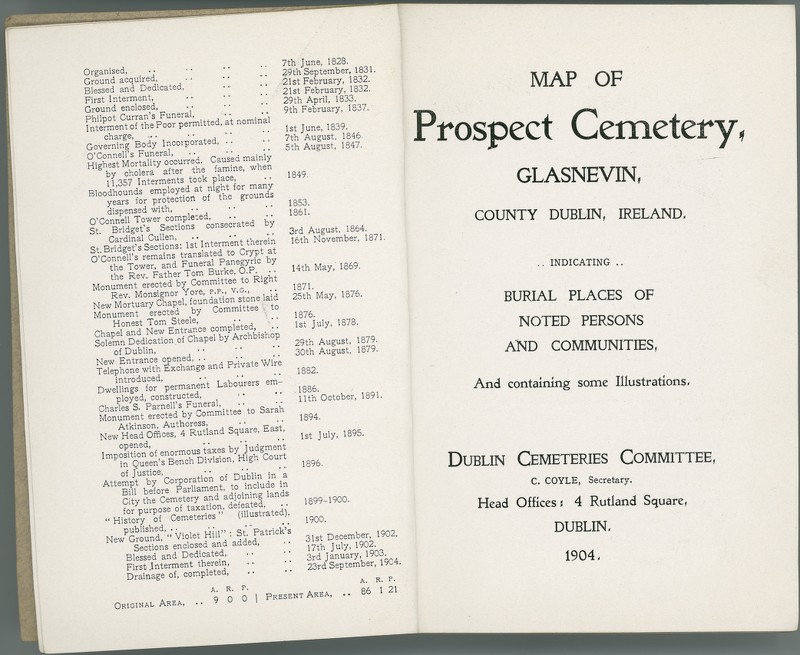 Organised, .. .. .. .. 7th June, 1828.
Ground acquired, .. .. .. 29th September, 1831.
Blessed and Dedicated, .. .. .. 21st February, 1832.
First Interment, .. .. .. 21st February, 1832.
Ground enclosed, .. .. .. 29th April, 1833.
Philpot Curran's Funeral, .. .. .. 9th February, 1837.
Interment of the Poor permitted, at nominal
charge, .. .. .. .. 1st June, 1839.
Governing Body Incorporated, .. .. 7th August, 1846
O'Connell's Funeral, .. .. .. 5th August, 1847.
Highest Mortality occurred. Caused mainly
by cholera after the famine, when
11,357 Interments took place, .. 1849.
Bloodhounds employed at night for many
years for protection of the grounds
dispensed with, .. .. .. 1853.
O'Connell Tower completed, .. .. 1861.
St. Bridget's Sections consecrated by
Cardinal Cullen, .. .. .. 3rd August, 1864.
St. Bridget's Sections: 1st Interment therein 16th November, 1871.
O'Connell's remains translated to Crypt at
the Tower, and Funeral Panegyric by
the Rev. Father Tom Burke, O.P. .. 14th May, 1869.
Monument erected by Committee to Right
Rev. Monsignor Yore, P.P., V.G., .. 1871.
New Mortuary Chapel, foundation stone laid 25th May, 1876.
Monument erected by Committee to
Honest Tom Steele, .. .. 1876.
Chapel and New Entrance completed, .. 1st July, 1878.
Solemn Dedication of Chapel by Archbishop
of Dublin, .. .. .. 29th August, 1879.
New Entrance opened, .. .. .. 30th August, 1879.
Telephone with Exchange and Private Wire
introduced, .. .. .. 1882.
Dwellings for permanent Labourers em-
ployed, constructed, .. .. 1886.
Charles S. Parnell's Funeral, .. .. 11th October, 1891.
Monument erected by Committee to Sarah
Atkinson, Authoress. .. .. 1894.
New Head Offices, 4 Rutland Square, East,
opened, .. .. .. .. 1st July, 1895.
Imposition of enormous taxes by Judgment
in Queen's Bench Division, High Court
of Justice, .. .. .. 1896.
Attempt by Corporation of Dublin in a
Bill before Parliament, to include in
City the Cemetery and adjoining lands
for purpose of taxation, defeated, .. 1899-1900.
"History of Cemeteries" (illustrated),
published, .. .. .. .. 1900.
New Ground, "Violet Hill": St. Patrick's
Sections enclosed and added, .. 31st December, 1902.
Blessed and Dedicated, .. .. 17th July, 1902.
First Interment therein, .. .. 3rd January, 1903.
Drainage of, completed, .. .. 23rd September, 1904.
A. R. P. A. R. P.
ORIGINAL AREA, .. 9 0 0 | PRESENT AREA, .. 86 1 21
MAP OF
Prospect Cemetery,
GLASNEVIN,
COUNTY DUBLIN, IRELAND.
.. INDICATING ..
BURIAL PLACES OF
NOTED PERSONS
AND COMMUNITIES,
And containing some Illustrations.
DUBLIN CEMETERIES COMMITTEE,
C. COYLE, Secretary.
Head Offices: 4 Rutland Square,
DUBLIN.
1904.